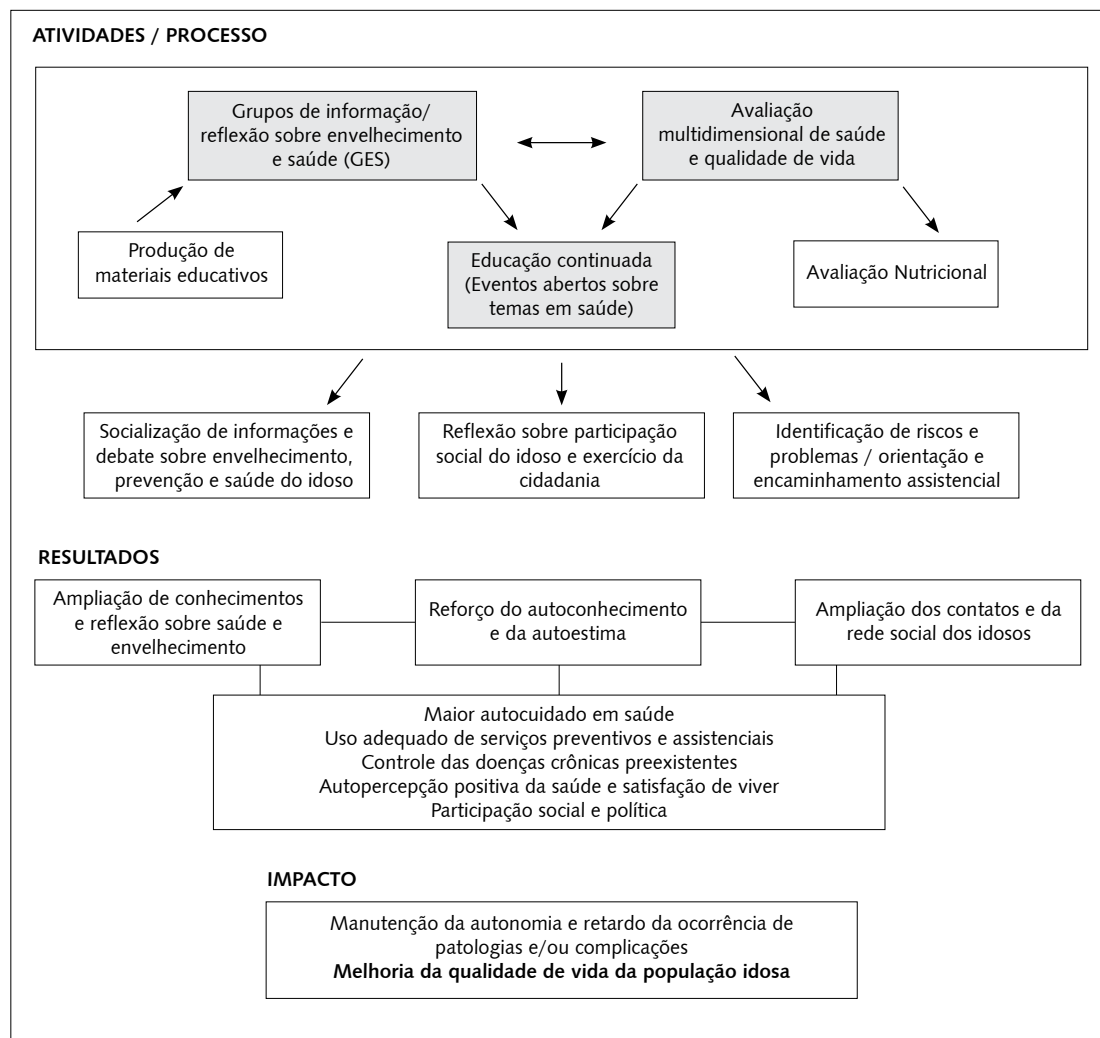 ATIVIDADES / PROCESSO
Grupos de informação/
reflexão sobre envelhecimento
e saúde (GES)
Avaliação
multidimensional de saúde
e qualidade de vida
Produção de
materiais educativos
Educação continuada
(Eventos abertos sobre
temas em saúde)
Avaliação Nutricional
Socialização de informações e
debate sobre envelhecimento,
prevenção e saúde do idoso
Reflexão sobre participação
social do idoso e exercício da
cidadania
Identificação de riscos e
problemas / orientação e
encaminhamento assistencial
RESULTADOS
Ampliação de conhecimentos
e reflexão sobre saúde e
envelhecimento
Reforço do autoconhecimento
e da autoestima
Ampliação dos contatos e da
rede social dos idosos
Maior autocuidado em saúde
Uso adequado de serviços preventivos e assistenciais
Controle das doenças crônicas preexistentes
Autopercepção positiva da saúde e satisfação de viver
Participação social e política
IMPACTO
Manutenção da autonomia e retardo da ocorrência de
patologias e/ou complicações
Melhoria da qualidade de vida da população idosa